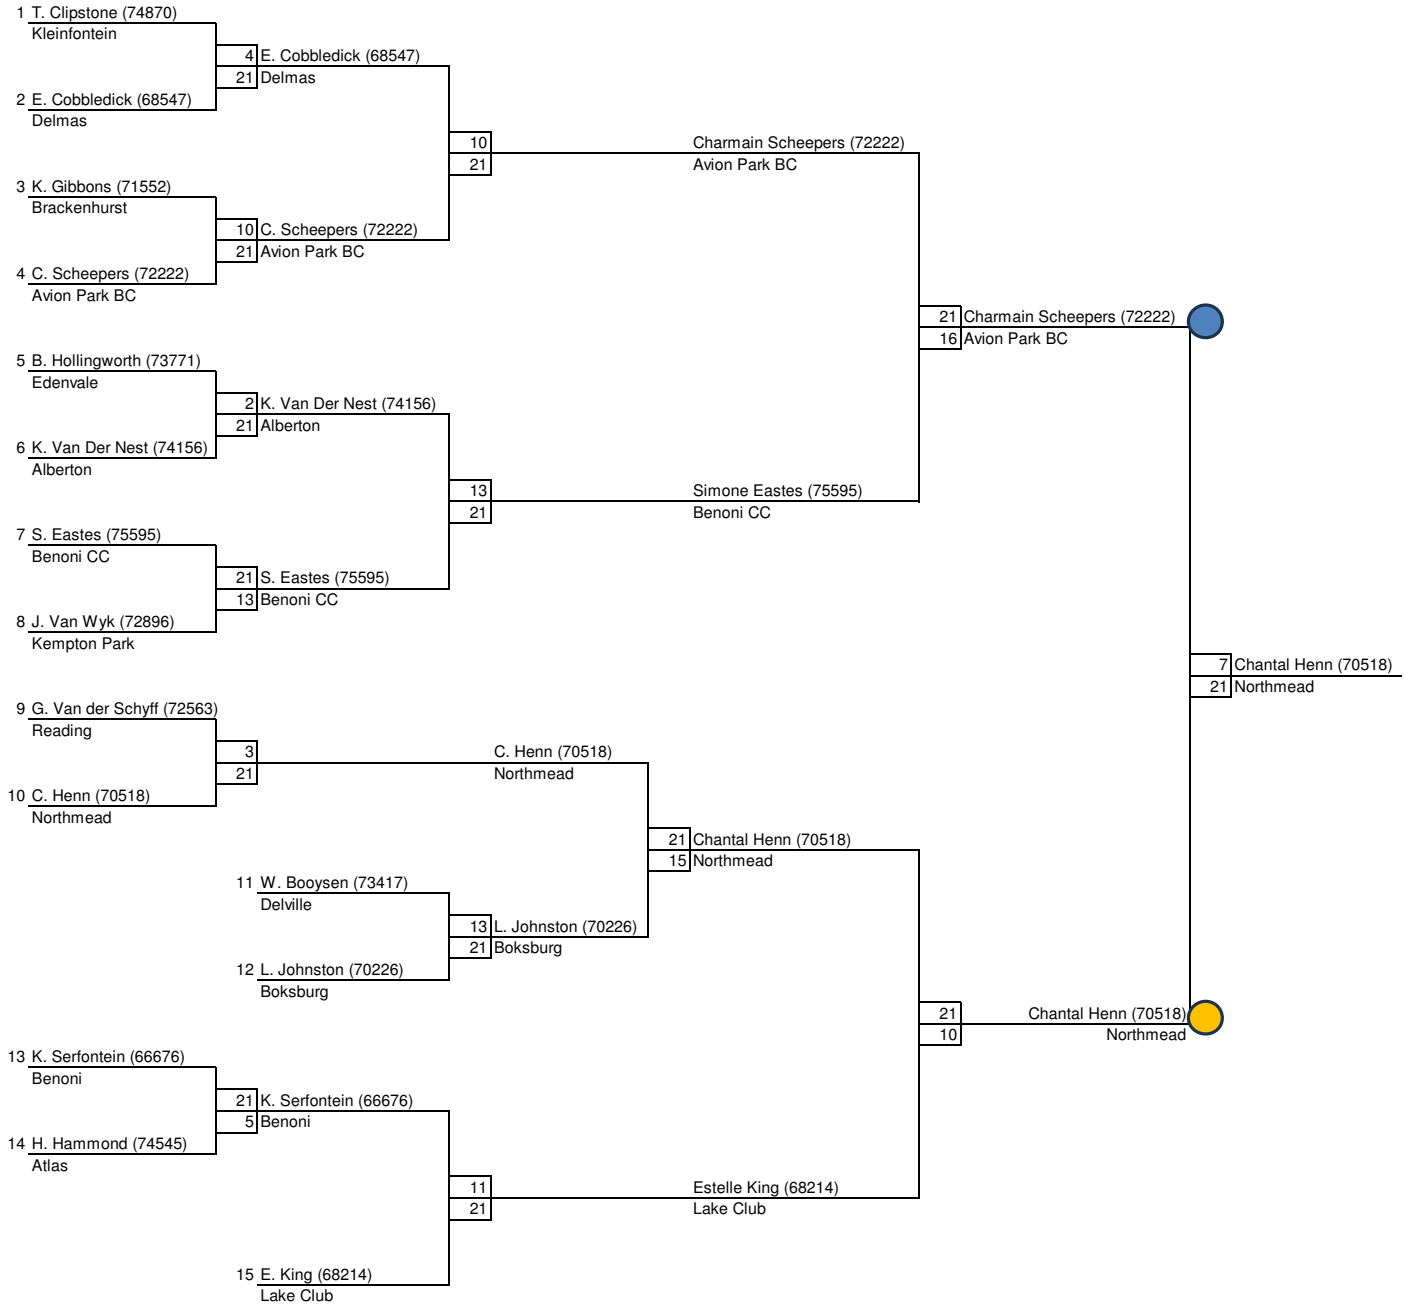 1 T. Clipstone (74870)
Kleinfontein
4 E. Cobbledick (68547)
21 Delmas
2 E. Cobbledick (68547)
Delmas
10 Charmain Scheepers (72222)
21 Avion Park BC
3 K. Gibbons (71552)
Brackenhurst
10 C. Scheepers (72222)
21 Avion Park BC
4 C. Scheepers (72222)
Avion Park BC
21 Charmain Scheepers (72222)
16 Avion Park BC
5 B. Hollingworth (73771)
Edenvale
2 K. Van Der Nest (74156)
21 Alberton
6 K. Van Der Nest (74156)
Alberton
13 Simone Eastes (75595)
21 Benoni CC
7 S. Eastes (75595)
Benoni CC
21 S. Eastes (75595)
13 Benoni CC
8 J. Van Wyk (72896)
Kempton Park
7 Chantal Henn (70518)
21 Northmead
9 G. Van der Schyff (72563)
Reading
3 C. Henn (70518)
21 Northmead
10 C. Henn (70518)
Northmead
21 Chantal Henn (70518)
15 Northmead
11 W. Booysen (73417)
Delville
13 L. Johnston (70226)
21 Boksburg
12 L. Johnston (70226)
Boksburg
21 Chantal Henn (70518)
10 Northmead
13 K. Serfontein (66676)
Benoni
21 K. Serfontein (66676)
5 Benoni
14 H. Hammond (74545)
Atlas
11 Estelle King (68214)
21 Lake Club
15 E. King (68214)
Lake Club